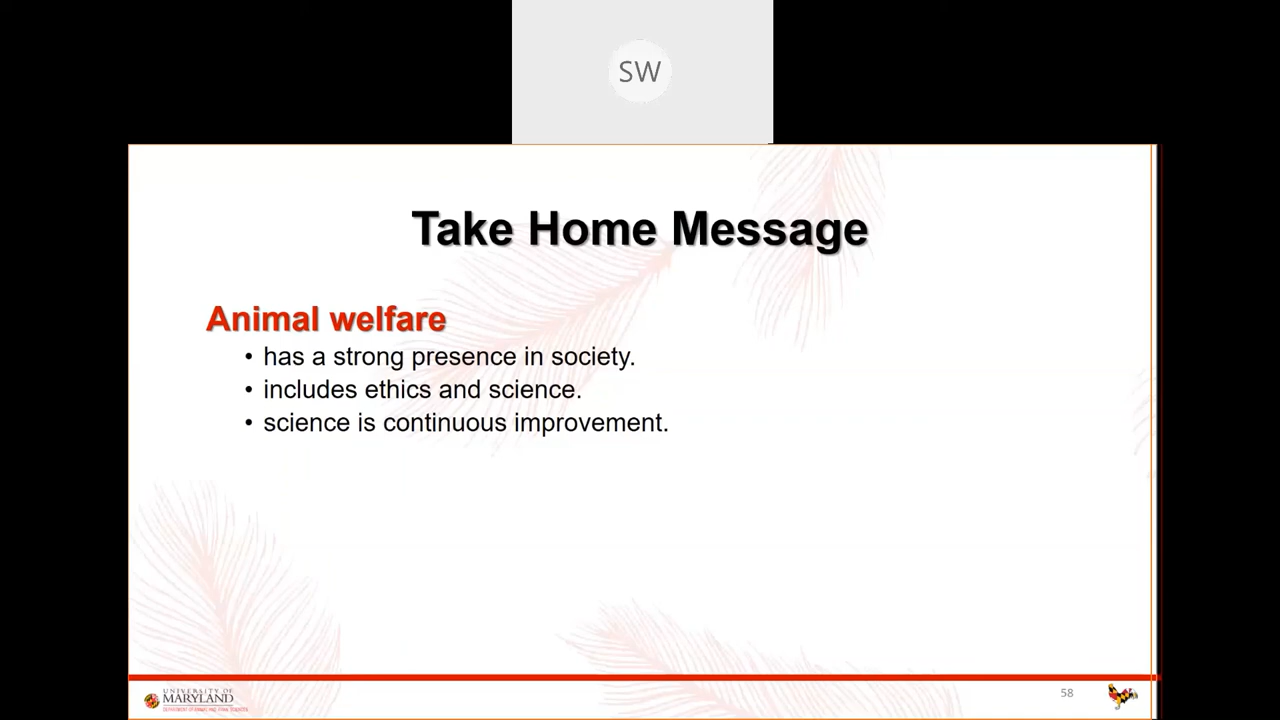 SW
Take Home Message
Animal welfare
• has a strong presence in society.
• includes ethics and science.
• science is continuous improvement.
UNIVERSITY OF
MARYLAND
58